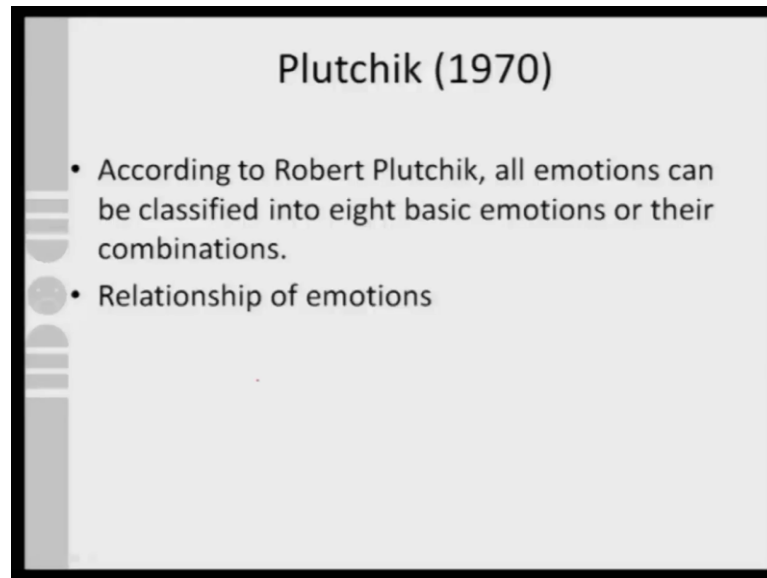 Plutchik (1970)
• According to Robert Plutchik, all emotions can
be classified into eight basic emotions or their
combinations.
• Relationship of emotions